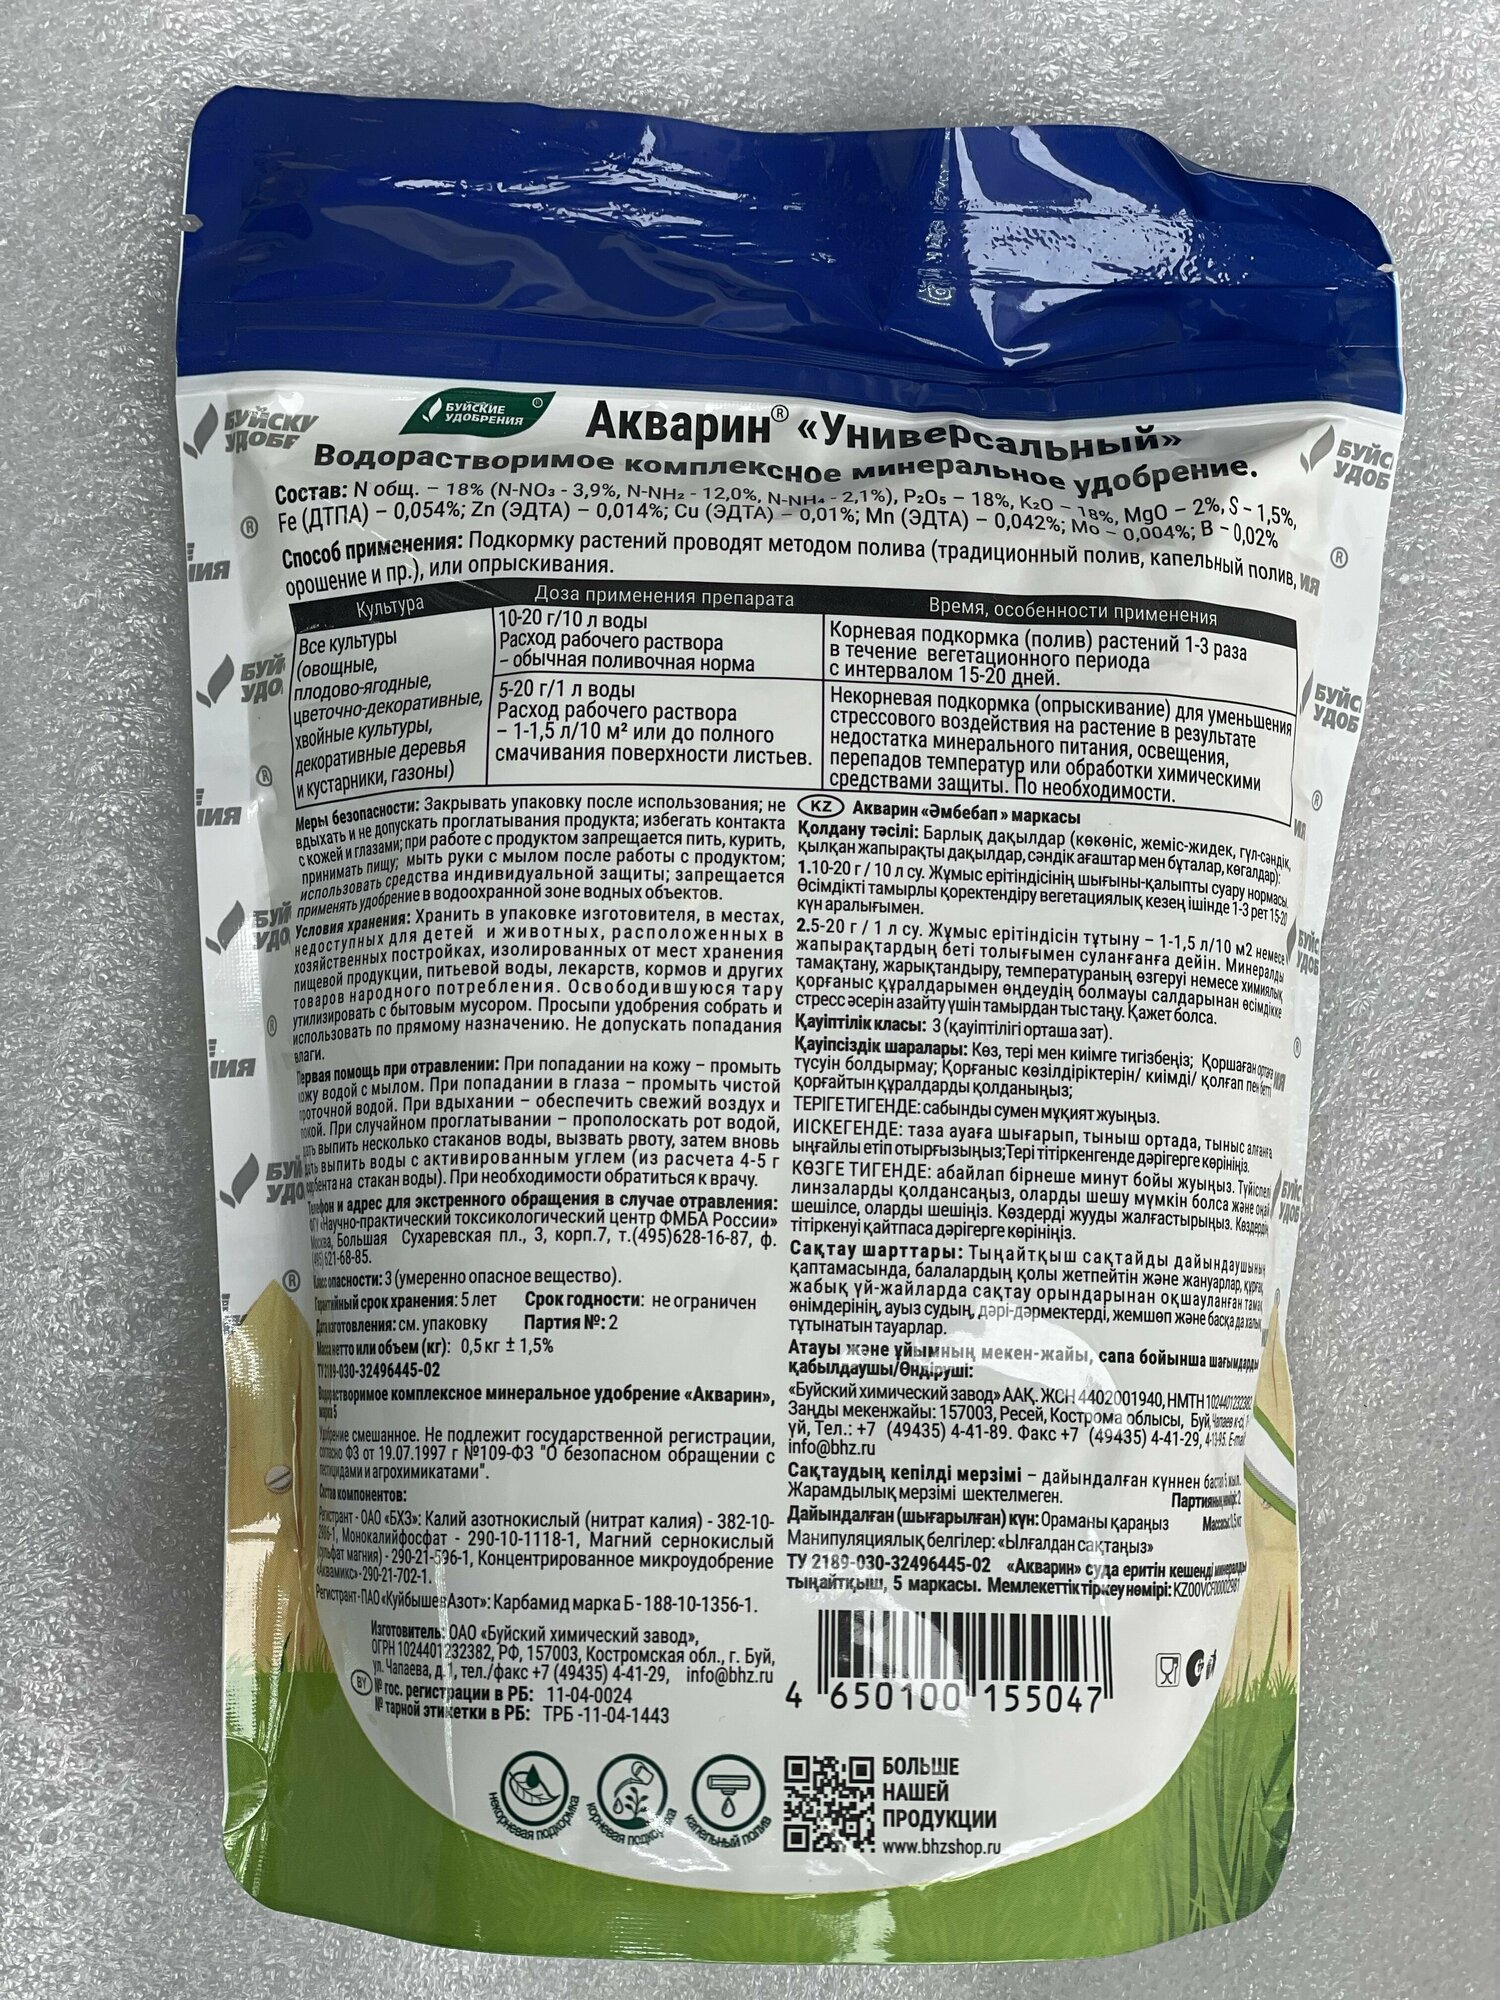 БУЙСКИЕ
УДОБРЕНИЯ
Акварин® «Универсальный»
Водорастворимое комплексное минеральное удобрение.
Состав: N общ. – 18% (N-NO₃ - 3,9%, N-NH₂ - 12,0%, N-NH₄ - 2,1%), P₂O₅ – 18%, K₂O – 18%, MgO – 2%, S - 1,5%,
Fe (ДТПА) – 0,054%; Zn (ЭДТА) – 0,014%; Cu (ЭДТА) – 0,01%; Mn (ЭДТА) – 0,042%; Mo – 0,004%; B – 0,02%
Способ применения: Подкормку растений проводят методом полива (традиционный полив, капельный полив,
орошение и пр.), или опрыскивания.
Культура
Доза применения препарата
Время, особенности применения
Все культуры
(овощные,
плодово-ягодные,
цветочно-декоративные,
хвойные культуры,
декоративные деревья
и кустарники, газоны)
10-20 г/10 л воды
Расход рабочего раствора
– обычная поливочная норма
Корневая подкормка (полив) растений 1-3 раза
в течение вегетационного периода
с интервалом 15-20 дней.
5-20 г/1 л воды
Расход рабочего раствора
– 1-1,5 л/10 м² или до полного
смачивания поверхности листьев.
Некорневая подкормка (опрыскивание) для уменьшения
стрессового воздействия на растение в результате
недостатка минерального питания, освещения,
перепадов температур или обработки химическими
средствами защиты. По необходимости.
Меры безопасности: Закрывать упаковку после использования; не
вдыхать и не допускать проглатывания продукта; избегать контакта
с кожей и глазами; при работе с продуктом запрещается пить, курить,
принимать пищу; мыть руки с мылом после работы с продуктом;
использовать средства индивидуальной защиты; запрещается
применять удобрение в водоохранной зоне водных объектов.
Условия хранения: Хранить в упаковке изготовителя, в местах,
недоступных для детей и животных, расположенных в
хозяйственных постройках, изолированных от мест хранения
пищевой продукции, питьевой воды, лекарств, кормов и других
товаров народного потребления. Освободившуюся тару
утилизировать с бытовым мусором. Просыпи удобрения собрать и
использовать по прямому назначению. Не допускать попадания
влаги.
Первая помощь при отравлении: При попадании на кожу – промыть
кожу водой с мылом. При попадании в глаза – промыть чистой
проточной водой. При вдыхании – обеспечить свежий воздух и
покой. При случайном проглатывании – прополоскать рот водой,
дать выпить несколько стаканов воды, вызвать рвоту, затем вновь
дать выпить воды с активированным углем (из расчета 4-5 г
сорбента на стакан воды). При необходимости обратиться к врачу.
Телефон и адрес для экстренного обращения в случае отравления:
ФГУ «Научно-практический токсикологический центр ФМБА России»
Москва, Большая Сухаревская пл., 3, корп.7, т.(495)628-16-87, ф.
(495)621-68-85.
Класс опасности: 3 (умеренно опасное вещество).
Гарантийный срок хранения: 5 лет Срок годности: не ограничен
Дата изготовления: см. упаковку Партия №: 2
Масса нетто или объем (кг): 0,5 кг ± 1,5%
ТУ 2189-030-32496445-02
Водорастворимое комплексное минеральное удобрение «Акварин»,
марка 5
Удобрение смешанное. Не подлежит государственной регистрации,
согласно ФЗ от 19.07.1997 г №109-ФЗ "О безопасном обращении с
пестицидами и агрохимикатами".
Состав компонентов:
Регистрант - ОАО «БХЗ»: Калий азотнокислый (нитрат калия) - 382-10-
-1, Монокалийфосфат - 290-10-1118-1, Магний сернокислый
(сульфат магния) - 290-21-596-1, Концентрированное микроудобрение
«Аквамикс»-290-21-702-1.
Регистрант-ПАО «КуйбышевАзот»: Карбамид марка Б - 188-10-1356-1.
Изготовитель: ОАО «Буйский химический завод»,
ОГРН 1024401232382, РФ, 157003, Костромская обл., г. Буй,
ул. Чапаева, д.1, тел./факс +7 (49435) 4-41-29, info@bhz.ru
BY № гос. регистрации в РБ: 11-04-0024
№ тарной этикетки в РБ: ТРБ -11-04-1443
KZ Акварин «Әмбебап » маркасы
Қолдану тәсілі: Барлық дақылдар (көкөніс, жеміс-жидек, гүл-сәндік,
қылқан жапырақты дақылдар, сәндік ағаштар мен бұталар, көгалдар):
1.10-20 г / 10 л су. Жұмыс ерітіндісінің шығыны-қалыпты суару нормасы.
Өсімдікті тамырлы қоректендіру вегетациялық кезең ішінде 1-3 рет 15-20
күн аралығымен.
2.5-20 г / 1 л су. Жұмыс ерітіндісін тұтыну – 1-1,5 л/10 м2 немесе
жапырақтардың беті толығымен суланғанға дейін. Минералды
тамақтану, жарықтандыру, температураның өзгеруі немесе химиялық
қорғаныс құралдарымен өңдеудің болмауы салдарынан өсімдікке
стресс әсерін азайту үшін тамырдан тыс таңу. Қажет болса.
Қауіптілік класы: 3 (қауіптілігі орташа зат).
Қауіпсіздік шаралары: Көз, тері мен киімге тигізбеңіз; Қоршаған ортаға
түсуін болдырмау; Қорғаныс көзілдіріктерін/ киімді/ қолғап пен бетті
қорғайтын құралдарды қолданыңыз;
ТЕРІГЕ ТИГЕНДЕ: сабынды сумен мұқият жуыңыз.
ИІСКЕГЕНДЕ: таза ауаға шығарып, тыныш ортада, тыныс алғанға
ыңғайлы етіп отырғызыңыз;Тері тітіркенгенде дәрігерге көрініңіз.
КӨЗГЕ ТИГЕНДЕ: абайлап бірнеше минут бойы жуыңыз. Түйіспелі
линзаларды қолдансаңыз, оларды шешу мүмкін болса және оңай
шешілсе, оларды шешіңіз. Көздерді жууды жалғастырыңыз. Көздердің
тітіркенуі қайтпаса дәрігерге көрініңіз.
Сақтау шарттары: Тыңайтқыш сақтайды дайындаушының
қаптамасында, балалардың қолы жетпейтін және жануарлар, құрғақ,
жабық үй-жайларда сақтау орындарынан оқшауланған тамақ
өнімдерінің, ауыз судың, дәрі-дәрмектерді, жемшөп және басқа да халық
тұтынатын тауарлар.
Атауы және ұйымның мекен-жайы, сапа бойынша шағымдарды
қабылдаушы/Өндіруші:
«Буйский химический завод» ААҚ. ЖСН 4402001940, НМТН 1024401232382,
Заңды мекенжайы: 157003, Ресей, Кострома облысы, Буй, Чапаев к-сі, 1
үй, Тел.: +7 (49435) 4-41-89. Факс +7 (49435) 4-41-29, E-mail
info@bhz.ru
Сақтаудың кепілді мерзімі – дайындалған күннен бастап 5 жыл.
Жарамдылық мерзімі шектелмеген. Партияның нөмірі: 2
Дайындалған (шығарылған) күн: Ораманы қараңыз Массасы: 0,5 кг
Манипуляциялық белгілер: «Ылғалдан сақтаңыз»
ТУ 2189-030-32496445-02 «Акварин» суда еритін кешенді минералды
тыңайтқыш, 5 маркасы. Мемлекеттік тіркеу нөмірі: KZ00VCF00002981
4 650100 155047
некорневая подкормка
корневая подкормка
капельный полив
БОЛЬШЕ
НАШЕЙ
ПРОДУКЦИИ
www.bhzshop.ru